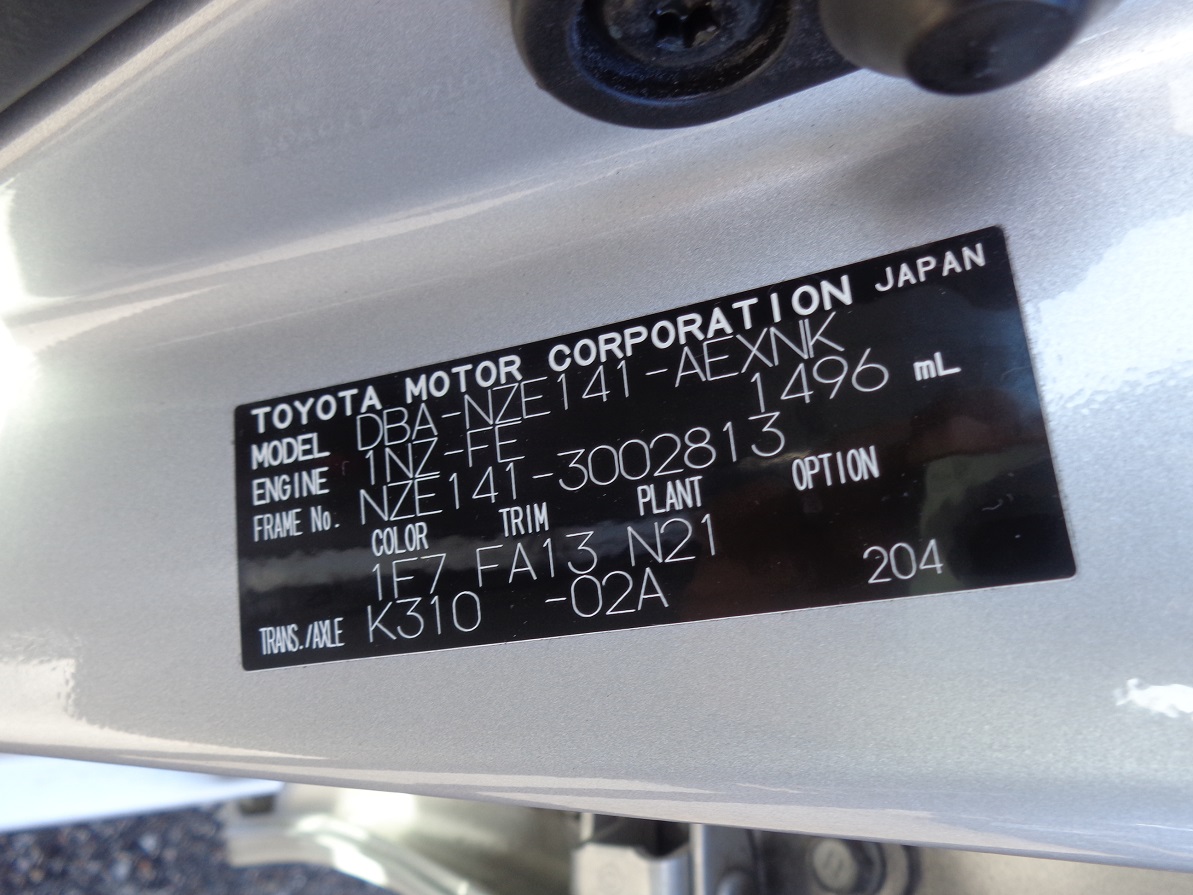 TOYOTA MOTOR CORPORATION JAPAN
MODEL DBA-NZE141-AEXNK
ENGINE 1NZ-FE 1496 mL
FRAME No. NZE141-3002813
COLOR TRIM PLANT OPTION
1F7 FA13 N21
TRANS./AXLE K310 -02A 204